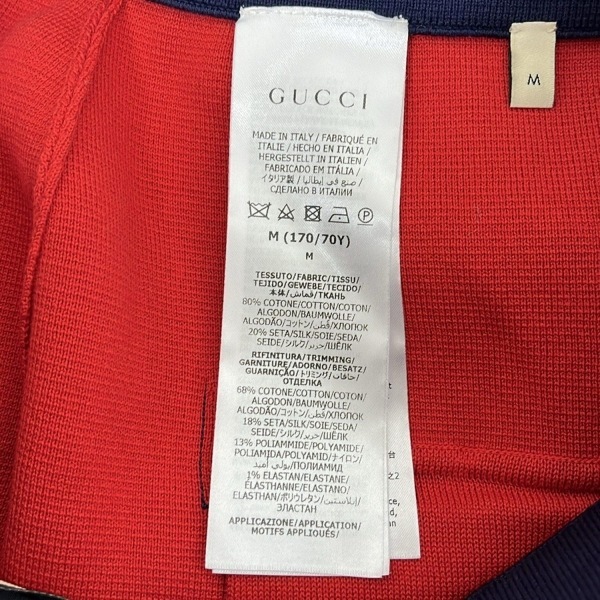 GUCCI
M
MADE IN ITALY / FABRIQUÉ EN
ITALIE / HECHO EN ITALIA /
HERGESTELLT IN ITALIEN /
FABRICADO EM ITÁLIA /
イタリア製 / صنع في إيطاليا /
СДЕЛАНО В ИТАЛИИ
M (170/70Y)
M
TESSUTO/FABRIC/TISSU/
TEJIDO/GEWEBE/TECIDO/
本体/قماش/ТКАНЬ
80% COTONE/COTTON/COTON/
ALGODON/BAUMWOLLE/
ALGODÃO/コットン/قطن/ХЛОПОК
20% SETA/SILK/SOIE/SEDA/
SEIDE/シルク/حرير/ШЁЛК
RIFINITURA/TRIMMING/
GARNITURE/ADORNO/BESATZ/
GUARNIÇÃO/トリミング/حافات/
ОТДЕЛКА
68% COTONE/COTTON/COTON/
ALGODON/BAUMWOLLE/
ALGODÃO/コットン/قطن/ХЛОПОК
18% SETA/SILK/SOIE/SEDA/
SEIDE/シルク/حرير/ШЁЛК
13% POLIAMMIDE/POLYAMIDE/
POLIAMIDA/POLYAMID/ナイロン/
POLIAMIDA/بولي أميد/ПОЛИАМИД
1% ELASTAN/ELASTANE/
ELASTHANNE/ELASTAN/
ELASTAN/ポリウレタン/إيلاستين/
ЭЛАСТАН
APPLICAZIONE/APPLICATION/
MOTIFS APPLIQUÉS/